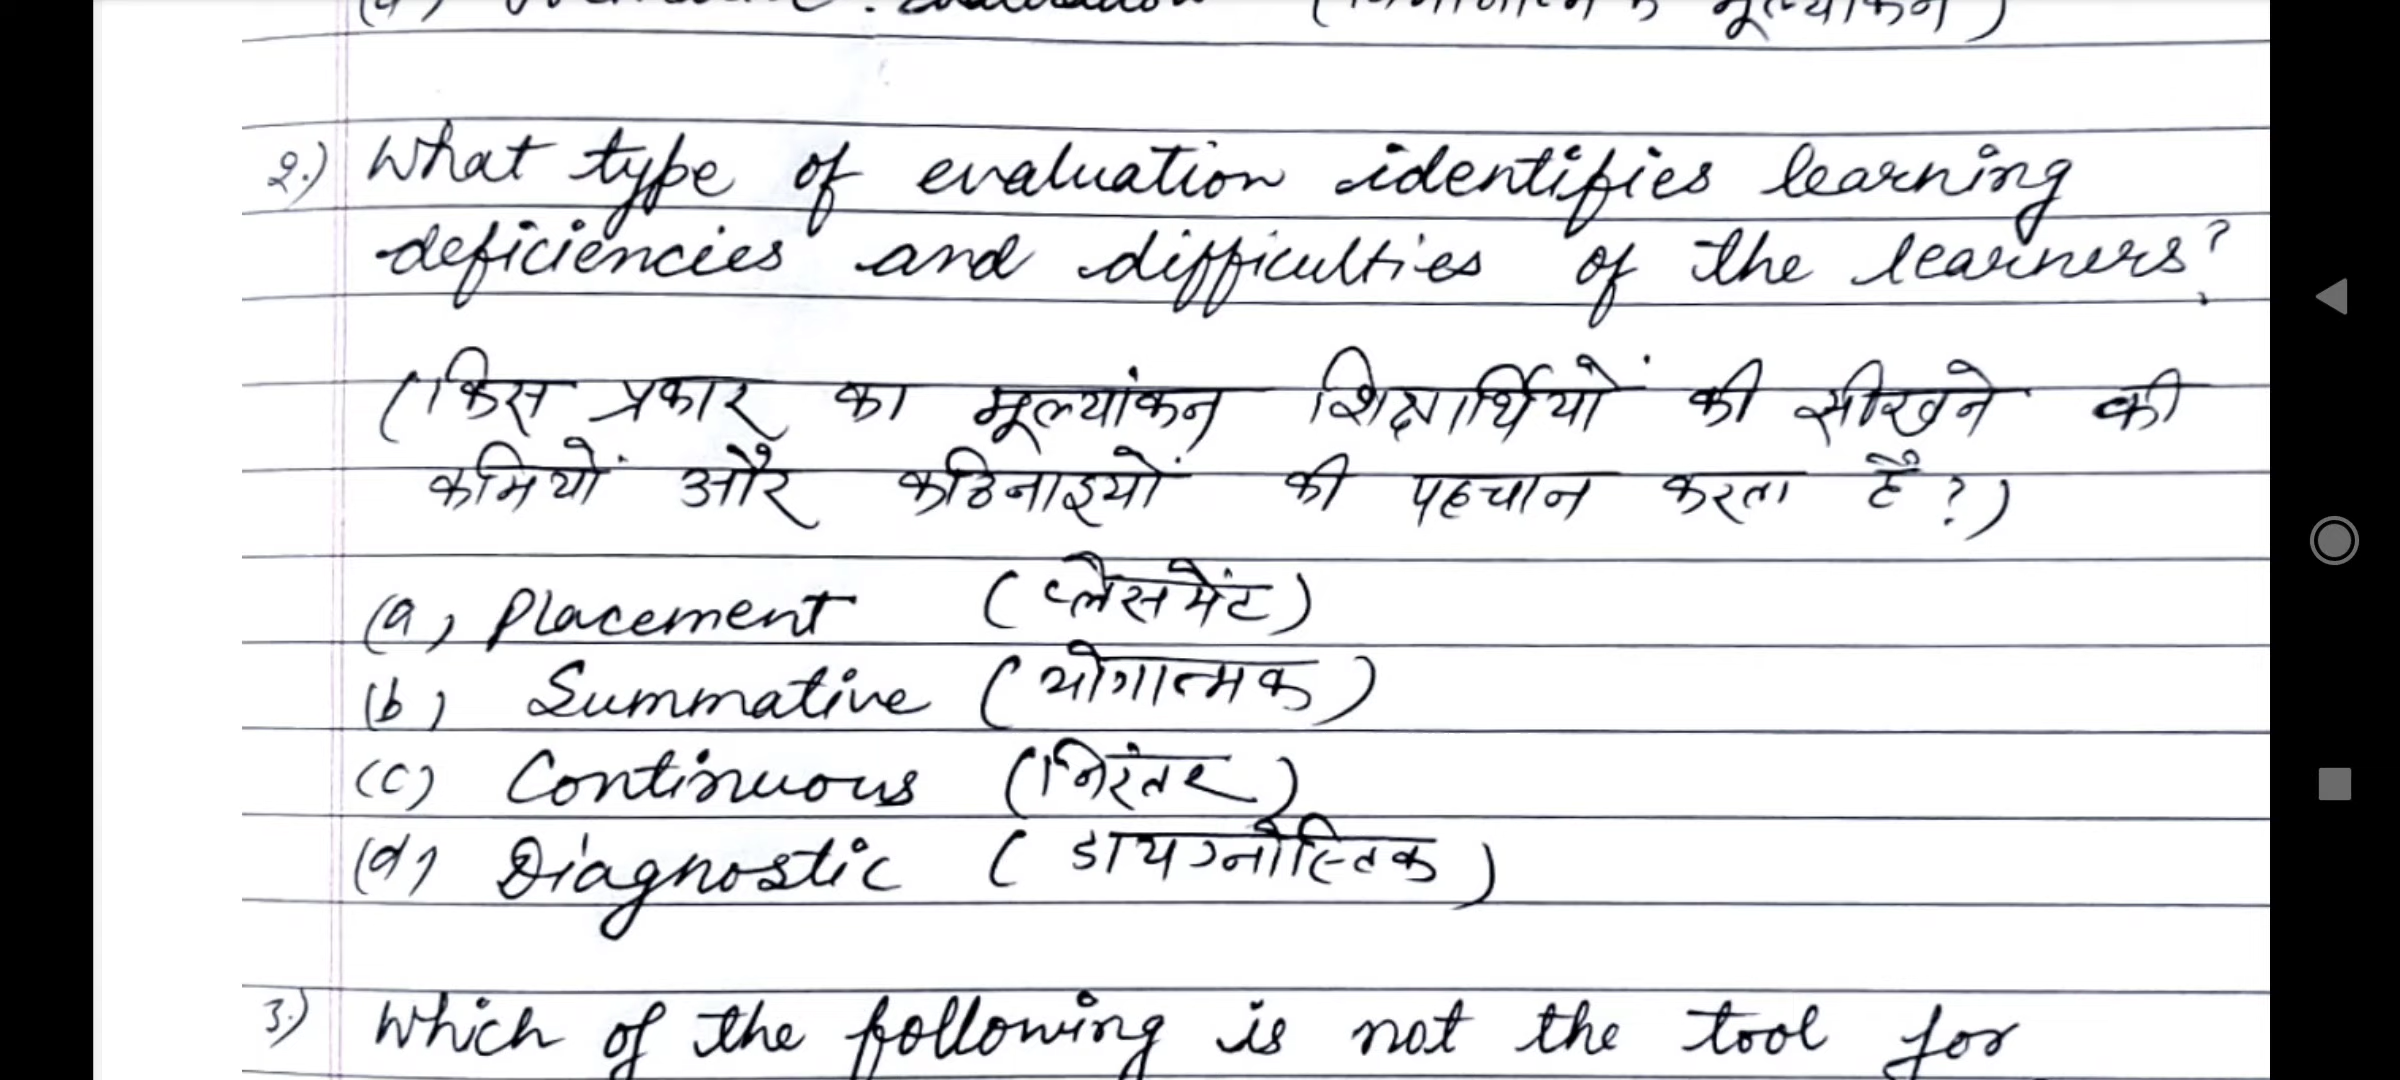 2.) What type of evaluation identifies learning
deficiencies and difficulties of the learners?
(किस प्रकार का मूल्यांकन शिक्षार्थियों की सीखने की
कमियों और कठिनाइयों की पहचान करता है?)
(a) Placement (प्लेसमेंट)
(b) Summative (योगात्मक)
(c) Continuous (निरंतर)
(d) Diagnostic (डायग्नोस्तिक)
3.) Which of the following is not the tool for